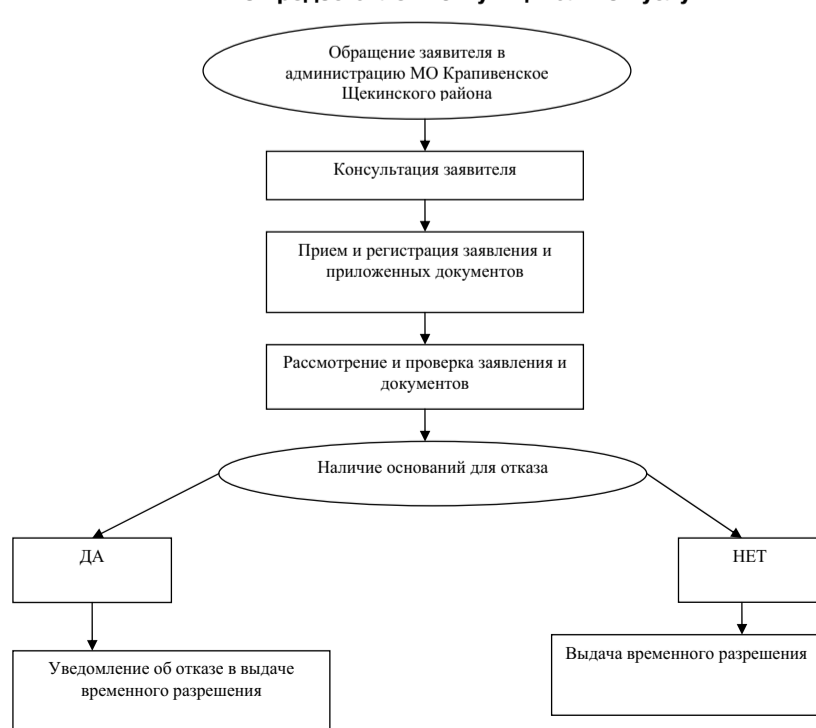 Обращение заявителя в
администрацию МО Крапивенское
Щекинского района
Консультация заявителя
Прием и регистрация заявления и
приложенных документов
Рассмотрение и проверка заявления и
документов
Наличие оснований для отказа
ДА
НЕТ
Уведомление об отказе в выдаче
временного разрешения
Выдача временного разрешения